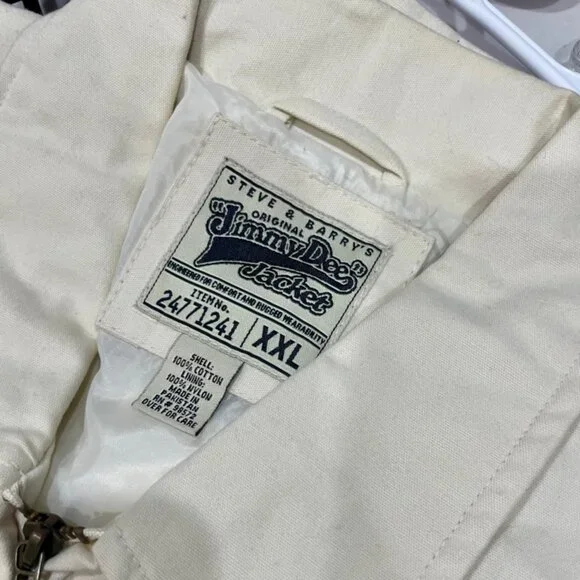 STEVE & BARRY'S
ORIGINAL
"Jimmy Dee"
Jacket
ENGINEERED FOR COMFORT AND RUGGED WEARABILITY
ITEM No.
24771241
XXL
SHELL:
100% COTTON
LINING:
100% NYLON
MADE IN
PAKISTAN
RN # 98572
OVER FOR CARE